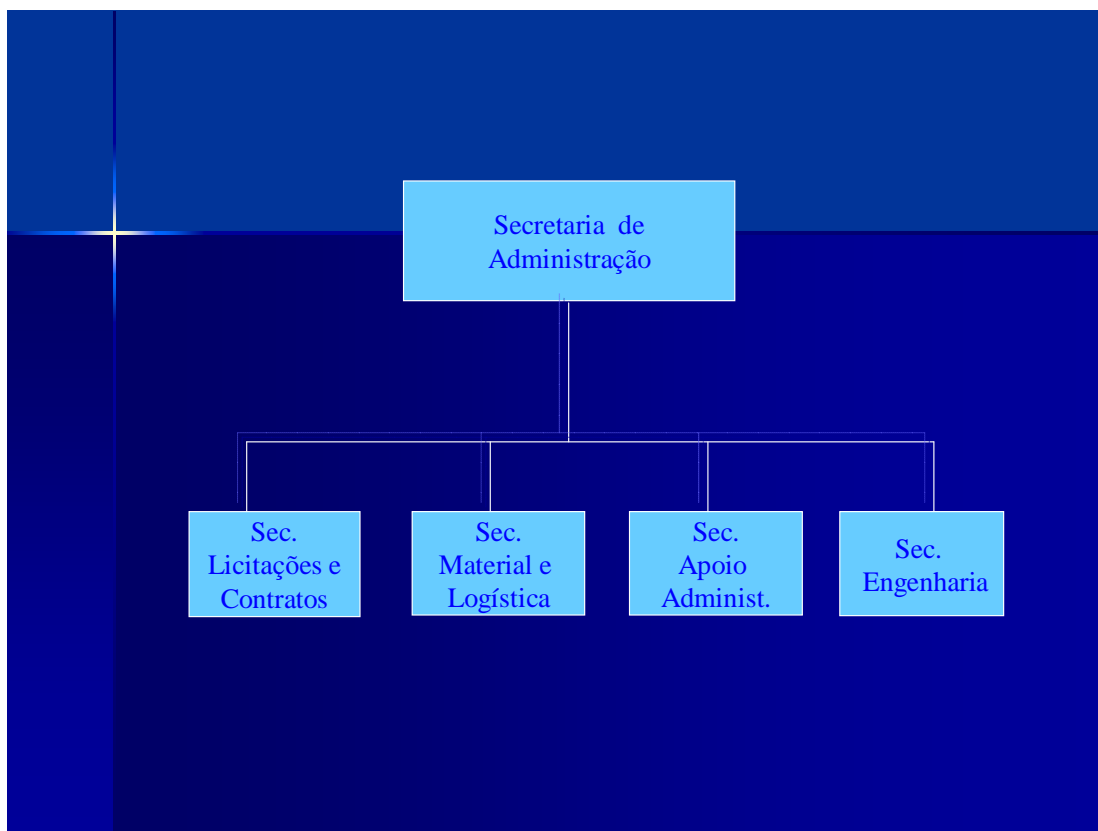 Secretaria de
Administração
Sec.
Licitações e
Contratos
Sec.
Material e
Logística
Sec.
Apoio
Administ.
Sec.
Engenharia